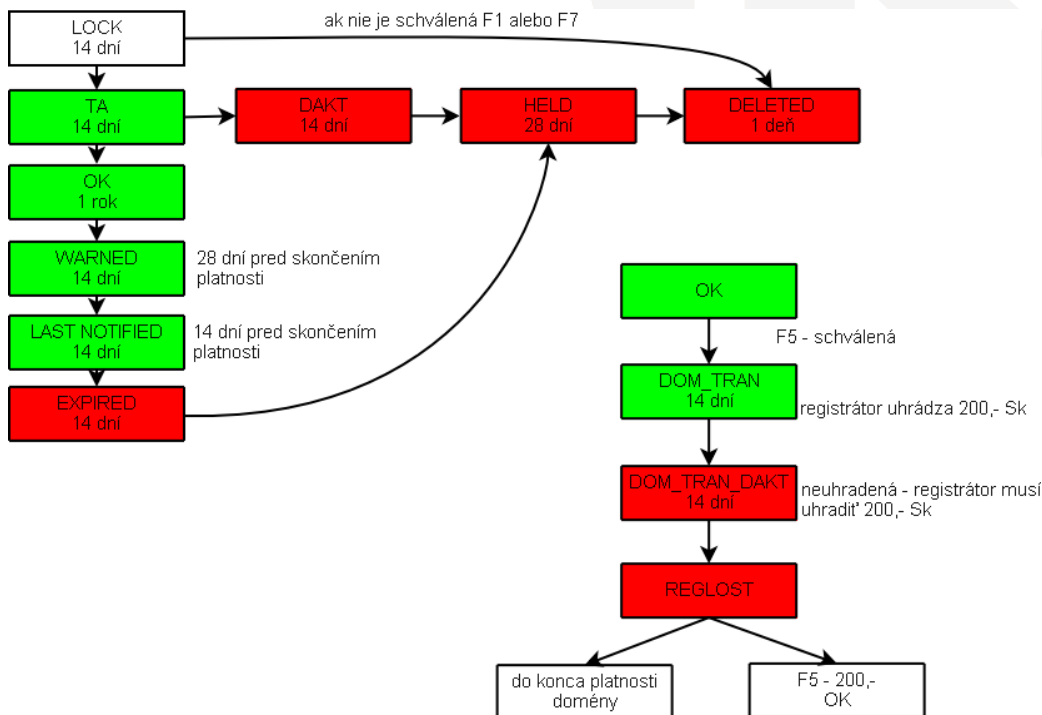 ak nie je schválená F1 alebo F7
LOCK
14 dní
TA
14 dní
DAKT
14 dní
HELD
28 dní
DELETED
1 deň
OK
1 rok
WARNED
14 dní
28 dní pred skončením
platnosti
LAST NOTIFIED
14 dní
14 dní pred skončením
platnosti
EXPIRED
14 dní
OK
F5 - schválená
DOM_TRAN
14 dní
registrátor uhrádza 200,- Sk
DOM_TRAN_DAKT
14 dní
neuhradená - registrátor musí
uhradiť 200,- Sk
REGLOST
do konca platnosti
domény
F5 - 200,-
OK